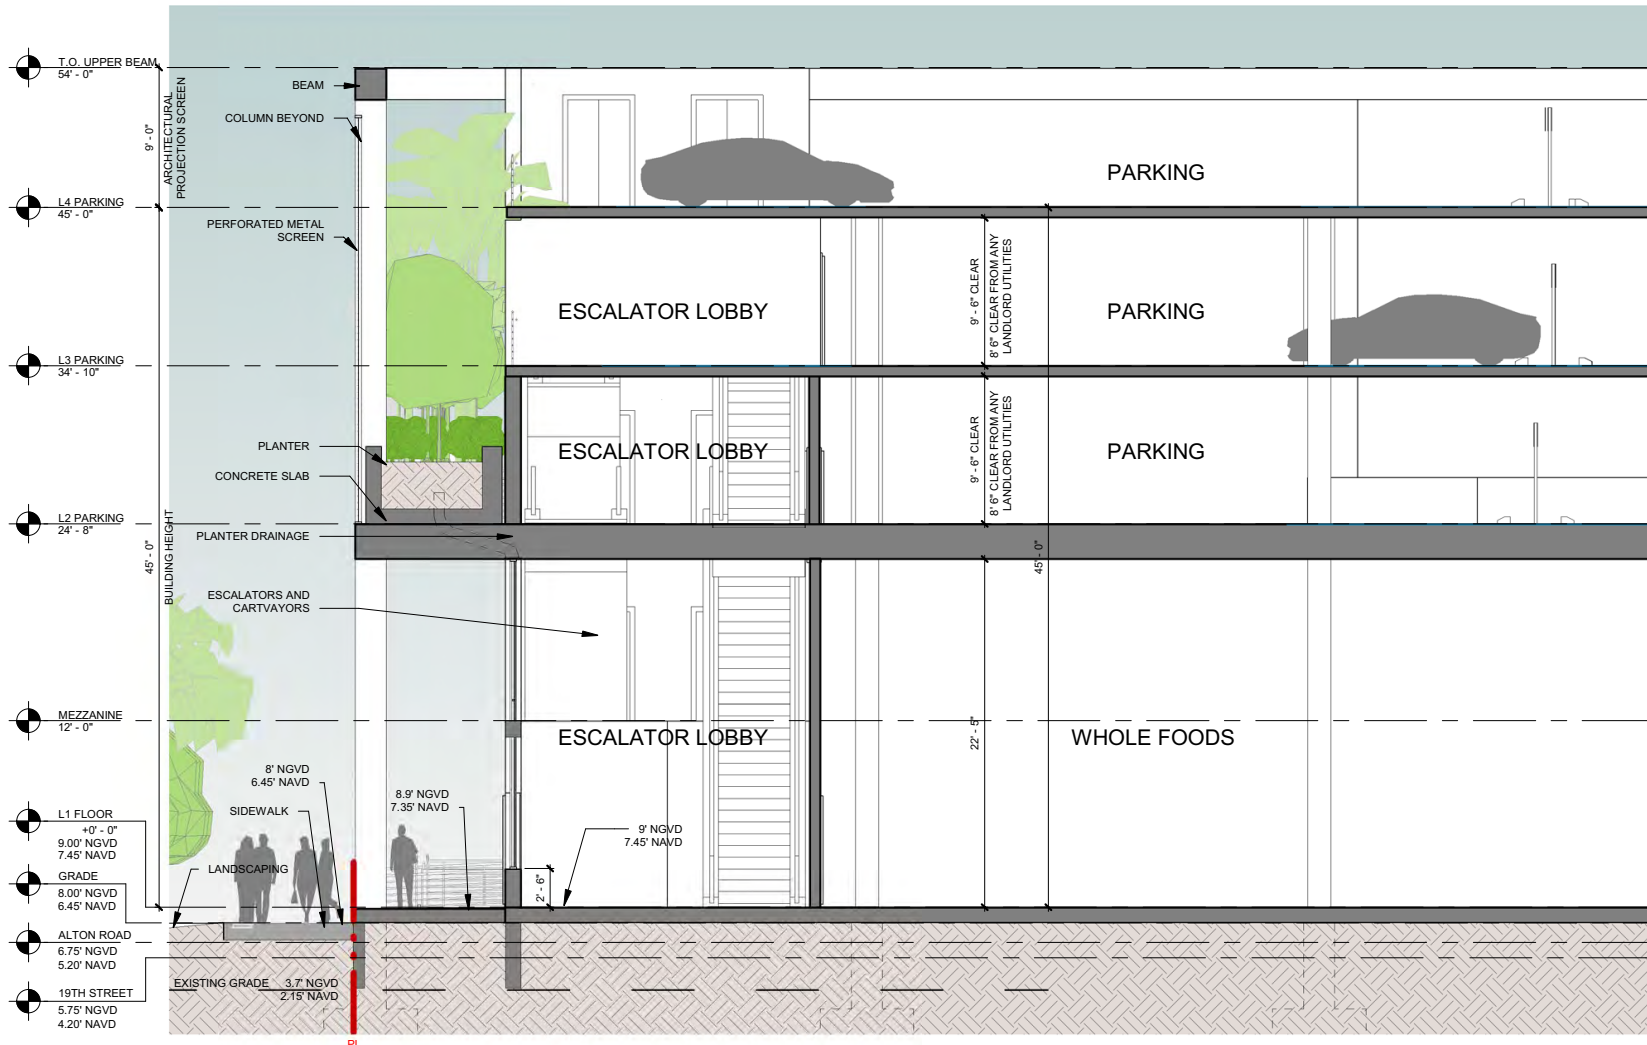 T.O. UPPER BEAM
54' - 0"
BEAM
COLUMN BEYOND
9' - 0"
ARCHITECTURAL
PROJECTION SCREEN
PARKING
L4 PARKING
45' - 0"
PERFORATED METAL
SCREEN
ESCALATOR LOBBY
9' - 6" CLEAR
8' 6" CLEAR FROM ANY
LANDLORD UTILITIES
PARKING
L3 PARKING
34' - 10"
PLANTER
CONCRETE SLAB
ESCALATOR LOBBY
9' - 6" CLEAR
8' 6" CLEAR FROM ANY
LANDLORD UTILITIES
PARKING
L2 PARKING
24' - 8"
PLANTER DRAINAGE
45' - 0"
BUILDING HEIGHT
45' - 0"
ESCALATORS AND
CARTVAYORS
MEZZANINE
12' - 0"
ESCALATOR LOBBY
22' - 5"
WHOLE FOODS
8' NGVD
6.45' NAVD
SIDEWALK
8.9' NGVD
7.35' NAVD
9' NGVD
7.45' NAVD
L1 FLOOR
+0' - 0"
9.00' NGVD
7.45' NAVD
LANDSCAPING
2' - 6"
GRADE
8.00' NGVD
6.45' NAVD
ALTON ROAD
6.75' NGVD
5.20' NAVD
EXISTING GRADE
3.7' NGVD
2.15' NAVD
19TH STREET
5.75' NGVD
4.20' NAVD